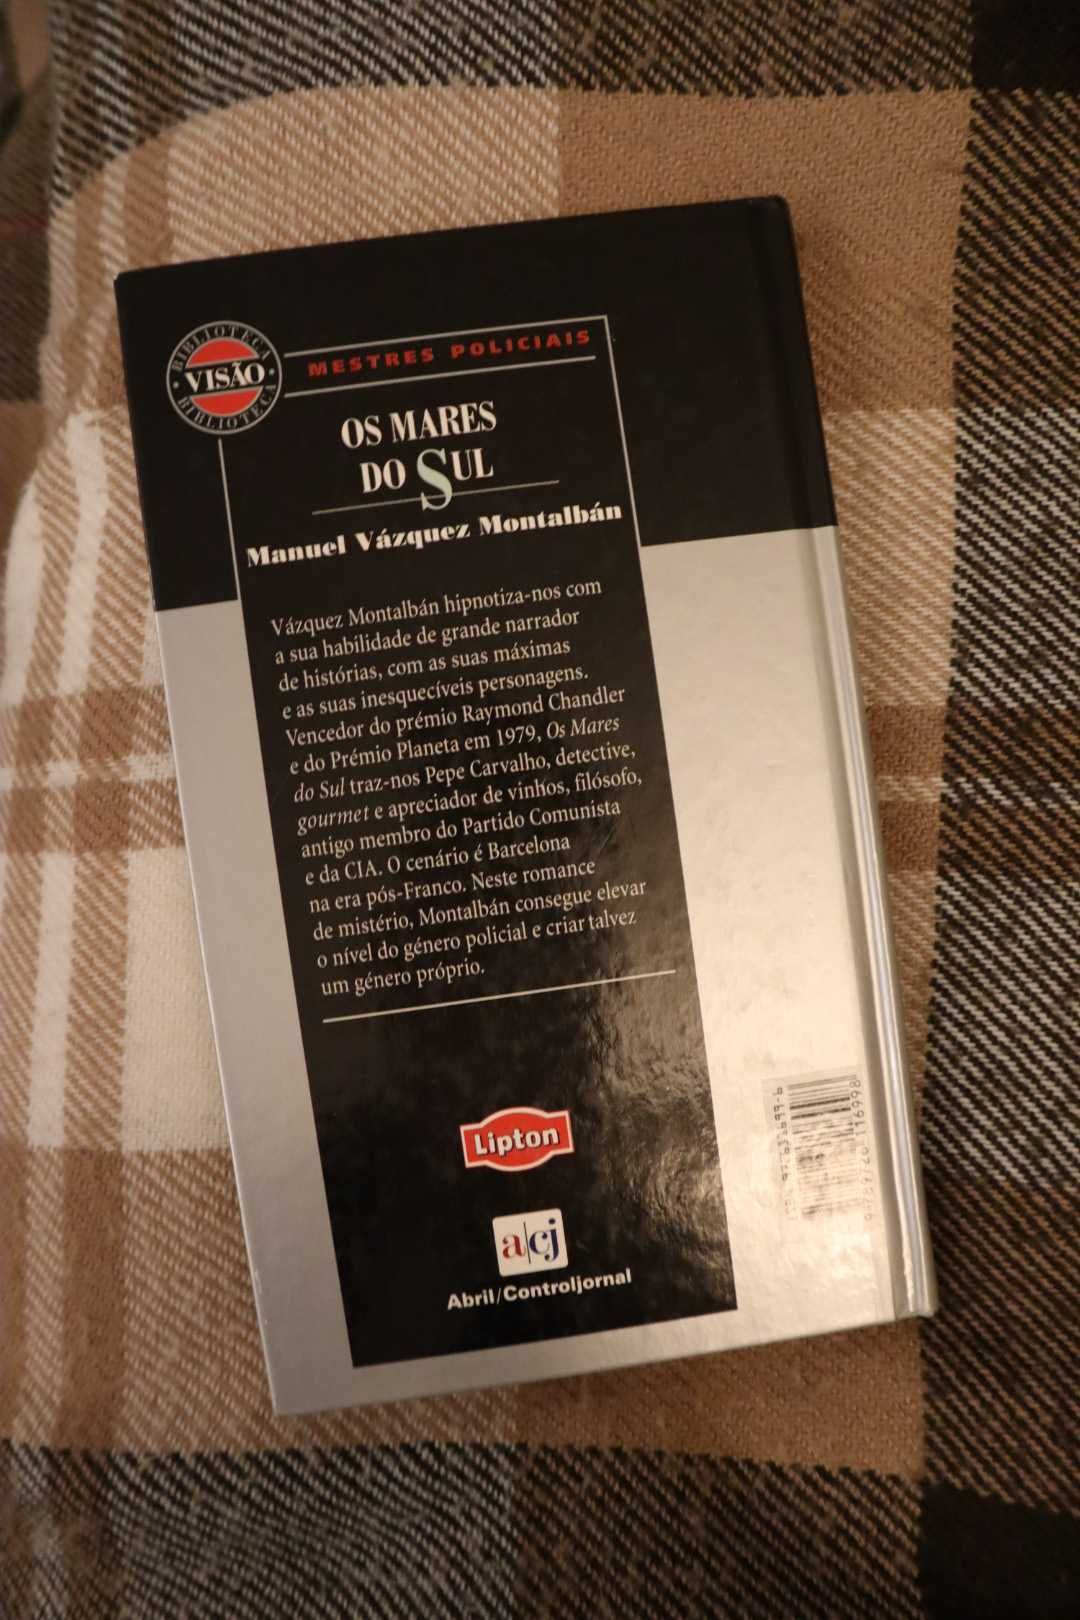 BIBLIOTECA
VISÃO
BIBLIOTECA
MESTRES POLICIAIS
OS MARES
DO SUL
Manuel Vázquez Montalbán
Vázquez Montalbán hipnotiza-nos com
a sua habilidade de grande narrador
de histórias, com as suas máximas
e as suas inesquecíveis personagens.
Vencedor do prémio Raymond Chandler
e do Prémio Planeta em 1979, Os Mares
do Sul traz-nos Pepe Carvalho, detective,
gourmet e apreciador de vinhos, filósofo,
antigo membro do Partido Comunista
e da CIA. O cenário é Barcelona
na era pós-Franco. Neste romance
de mistério, Montalbán consegue elevar
o nível do género policial e criar talvez
um género próprio.
Lipton
a/cj
Abril/Controljornal